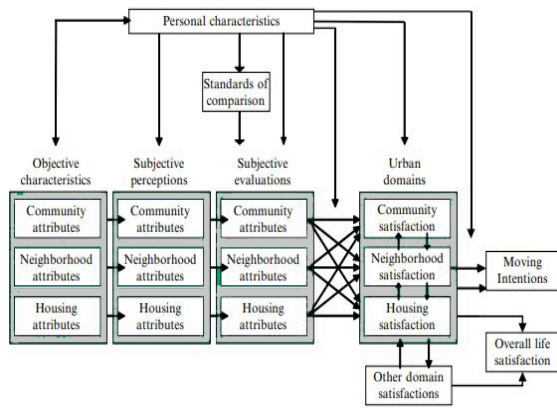 Personal characteristics
Standards of
comparison
Objective
characteristics
Subjective
perceptions
Subjective
evaluations
Urban
domains
Community
attributes
Community
attributes
Community
attributes
Community
satisfaction
Neighborhood
attributes
Neighborhood
attributes
Neighborhood
attributes
Neighborhood
satisfaction
Moving
Intentions
Housing
attributes
Housing
attributes
Housing
attributes
Housing
satisfaction
Overall life
satisfaction
Other domain
satisfactions